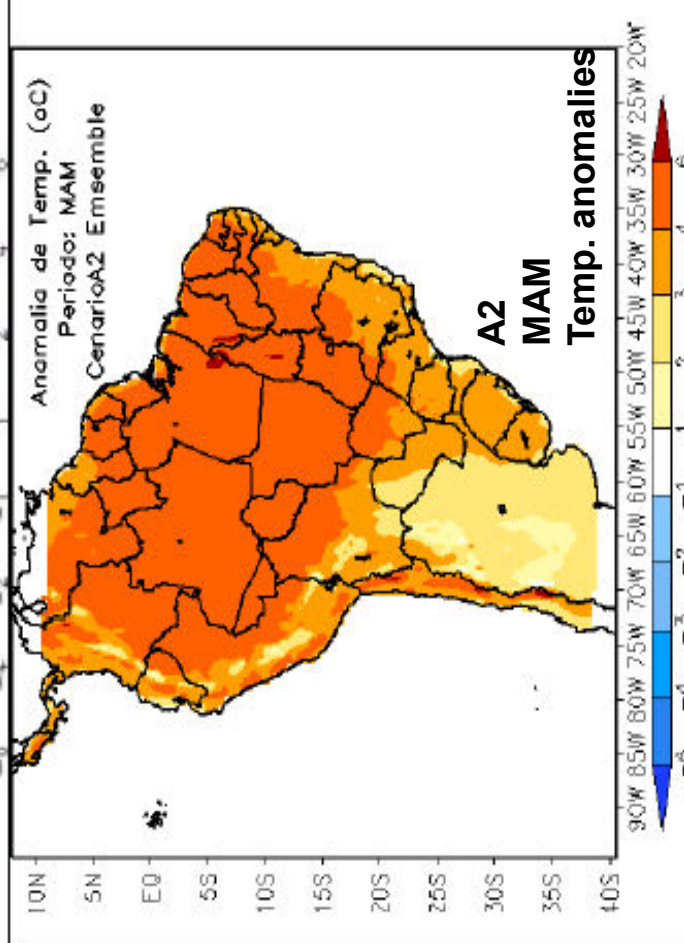 Anomalia de Temp. (oC)
Periodo: MAM
CenarioA2 Emsemble
A2
MAM
Temp. anomalies
10N
5N
EQ
5S
10S
15S
20S
25S
30S
35S
40S
90W 85W 80W 75W 70W 65W 60W 55W 50W 45W 40W 35W 30W 25W 20W